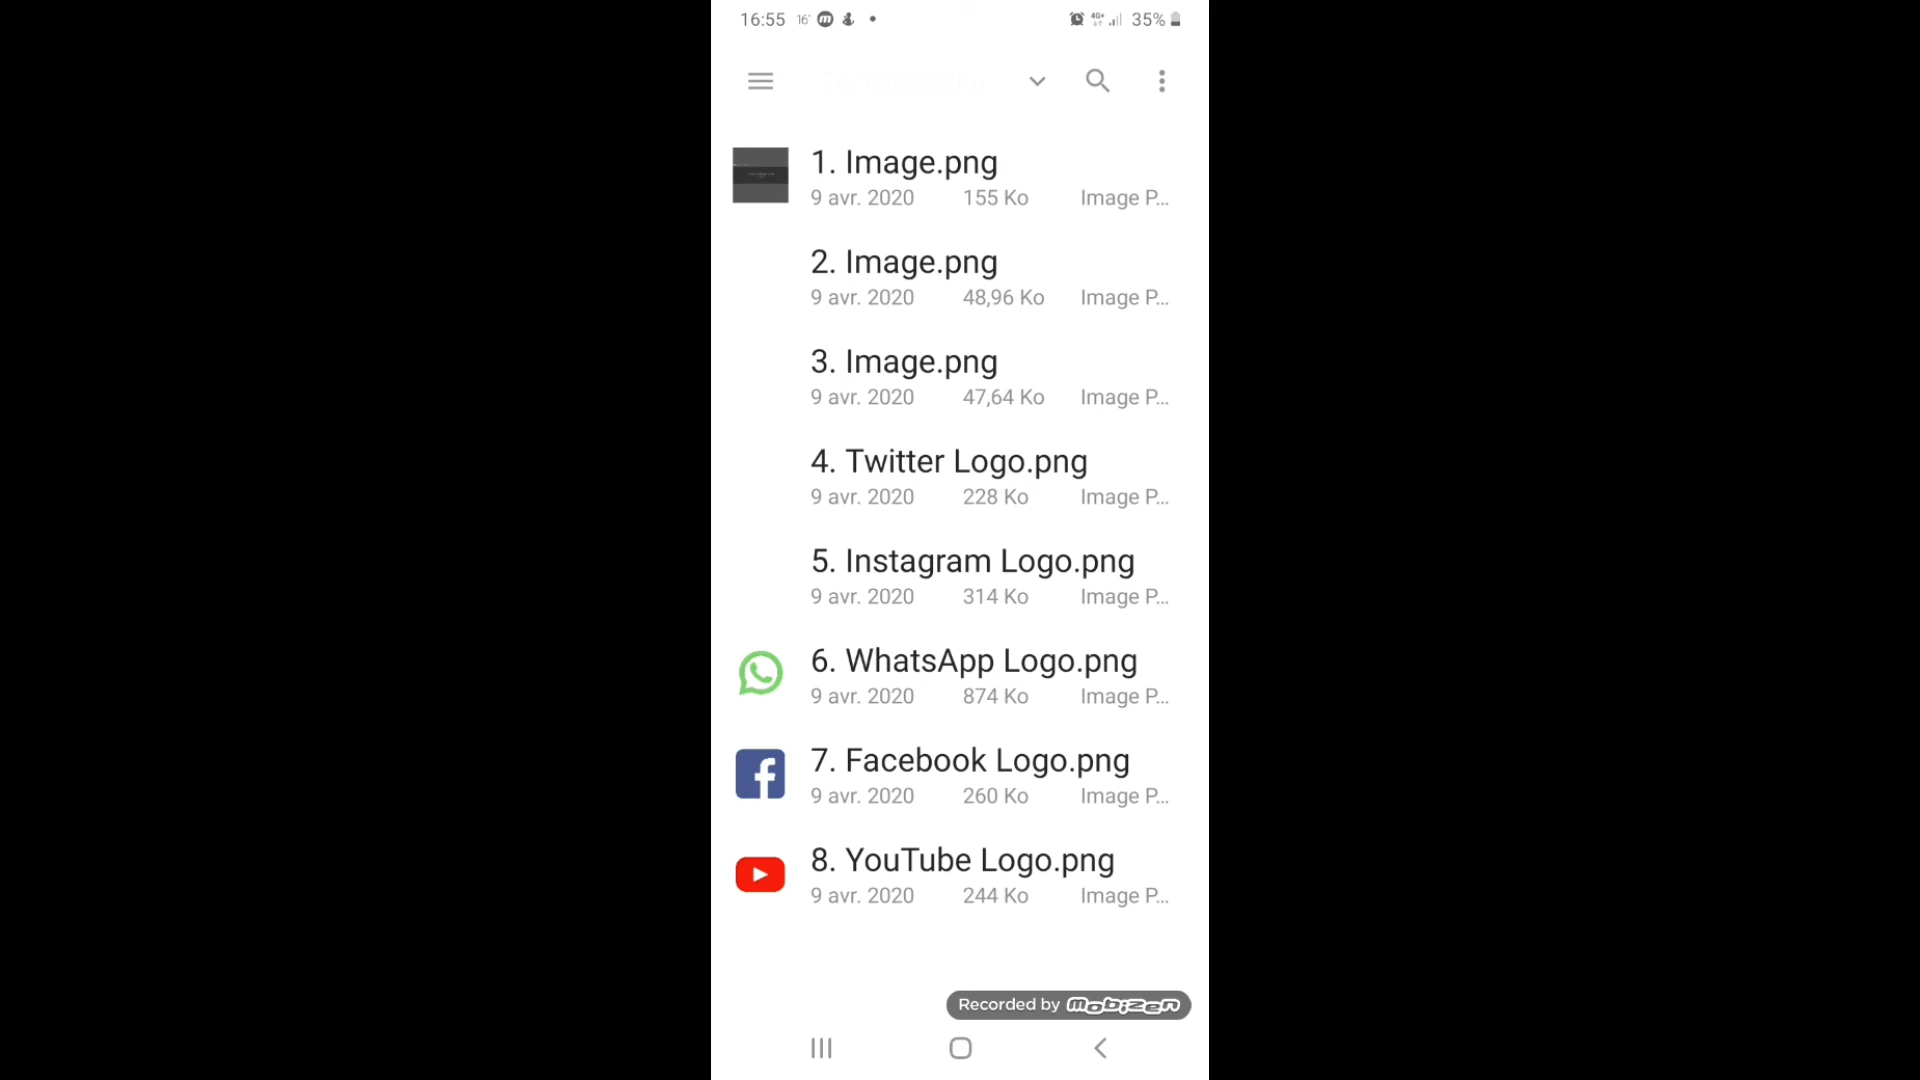 16:55 16° 4G+ 35%
1. Image.png
9 avr. 2020 155 Ko Image P...
2. Image.png
9 avr. 2020 48,96 Ko Image P...
3. Image.png
9 avr. 2020 47,64 Ko Image P...
4. Twitter Logo.png
9 avr. 2020 228 Ko Image P...
5. Instagram Logo.png
9 avr. 2020 314 Ko Image P...
6. WhatsApp Logo.png
9 avr. 2020 874 Ko Image P...
7. Facebook Logo.png
9 avr. 2020 260 Ko Image P...
8. YouTube Logo.png
9 avr. 2020 244 Ko Image P...
Recorded by mobizen